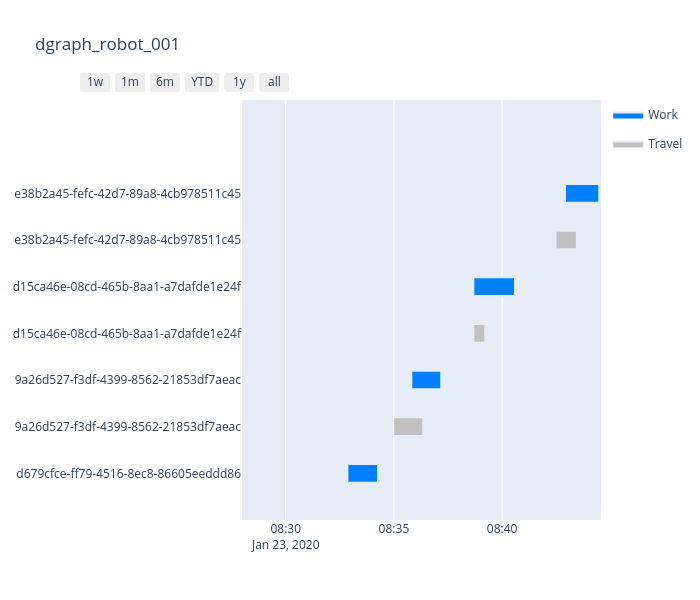 dgraph_robot_001
1w 1m 6m YTD 1y all
Work
Travel
e38b2a45-fefc-42d7-89a8-4cb978511c45
e38b2a45-fefc-42d7-89a8-4cb978511c45
d15ca46e-08cd-465b-8aa1-a7dafde1e24f
d15ca46e-08cd-465b-8aa1-a7dafde1e24f
9a26d527-f3df-4399-8562-21853df7aeac
9a26d527-f3df-4399-8562-21853df7aeac
d679cfce-ff79-4516-8ec8-86605eeddd86
08:30 08:35 08:40
Jan 23, 2020